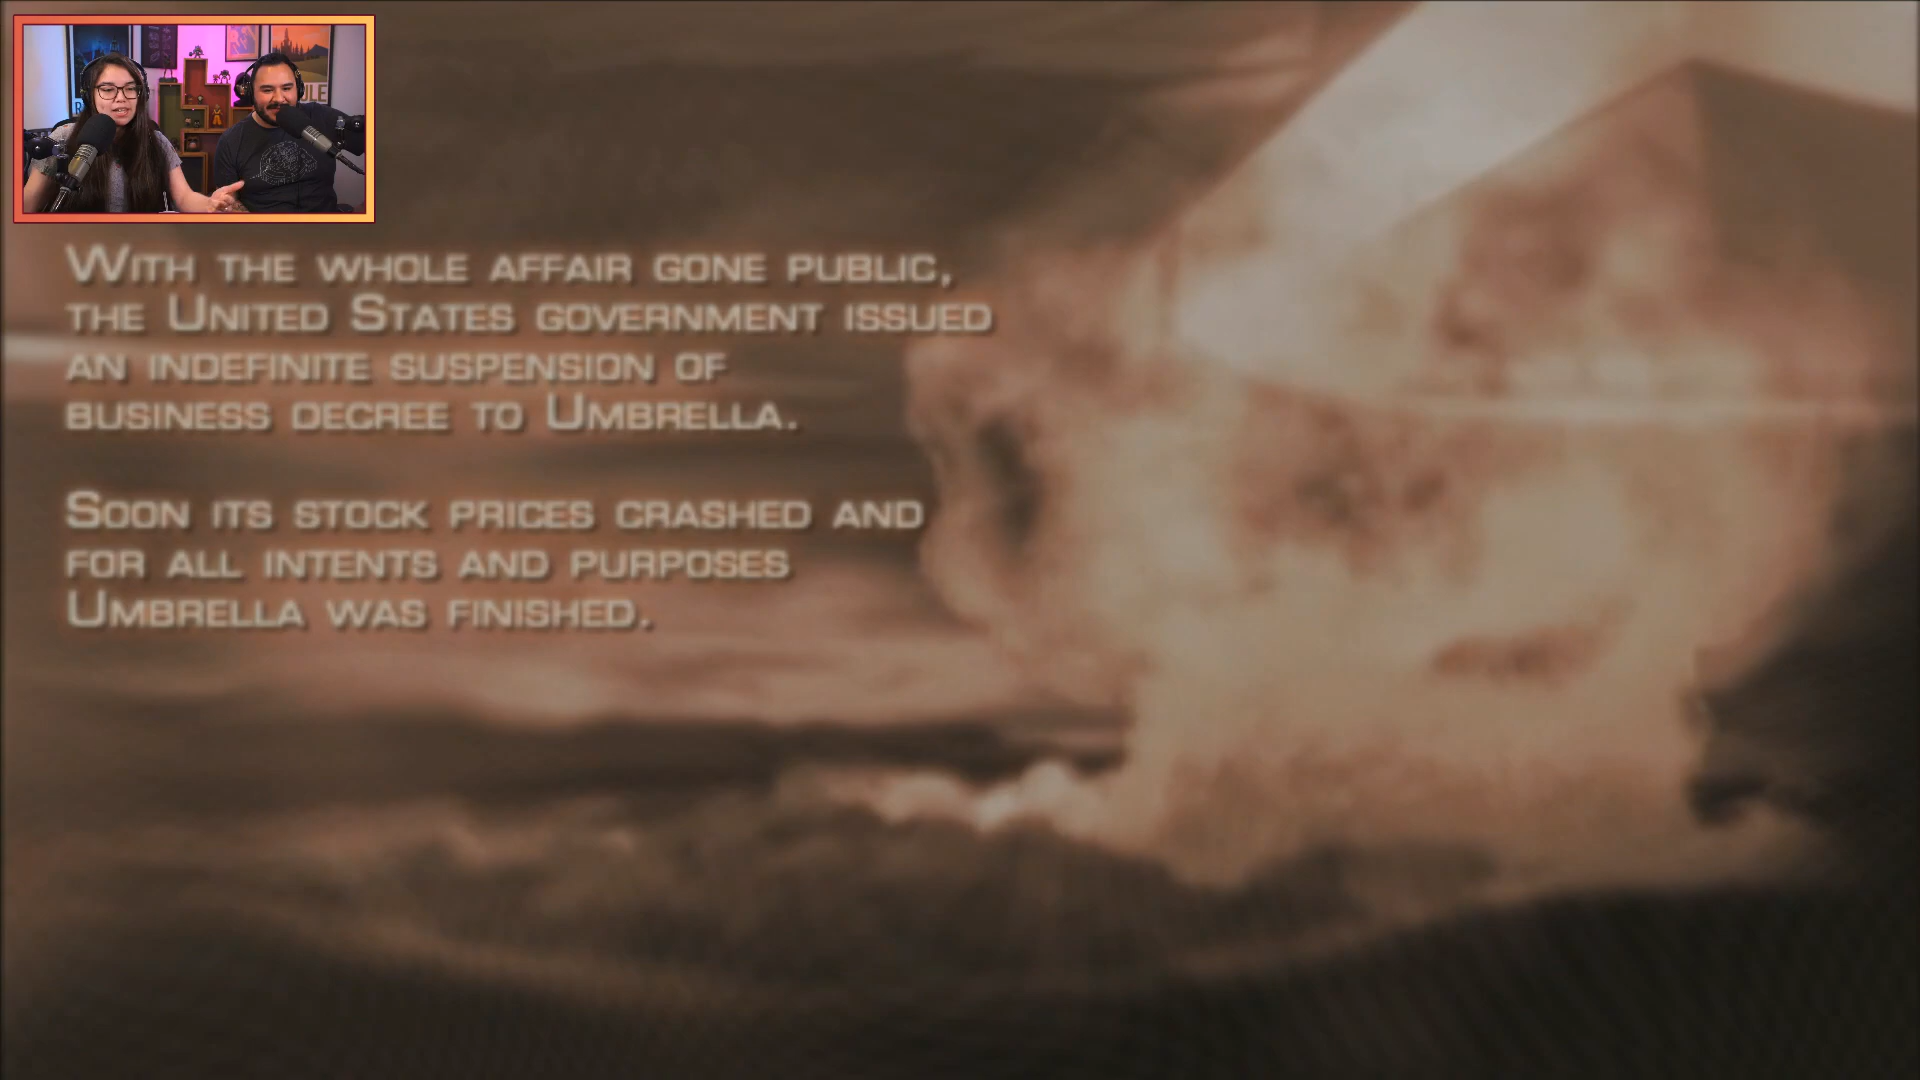 With the whole affair gone public,
the United States government issued
an indefinite suspension of
business decree to Umbrella.
Soon its stock prices crashed and
for all intents and purposes
Umbrella was finished.